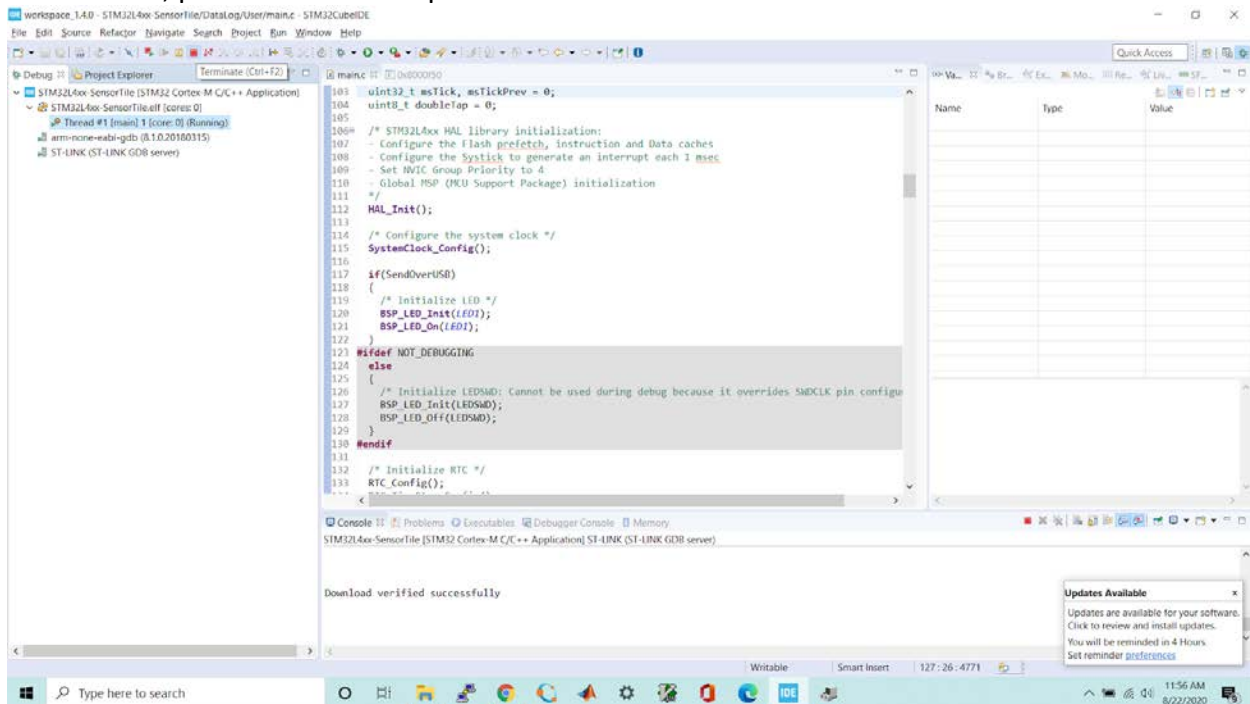 workspace_1.4.0 - STM32L4xx-SensorTile/DataLog/User/main.c - STM32CubeIDE
File Edit Source Refactor Navigate Search Project Run Window Help
Quick Access
Debug Project Explorer
Terminate (Ctrl+F2)
STM32L4xx-SensorTile [STM32 Cortex-M C/C++ Application]
STM32L4xx-SensorTile.elf [cores: 0]
Thread #1 [main] 1 [core: 0] (Running)
arm-none-eabi-gdb (8.1.0.20180315)
ST-LINK (ST-LINK GDB server)
main.c 0x8000f50
103 uint32_t msTick, msTickPrev = 0;
104 uint8_t doubleTap = 0;
105
106 /* STM32L4xx HAL library initialization:
107 - Configure the Flash prefetch, instruction and Data caches
108 - Configure the Systick to generate an interrupt each 1 msec
109 - Set NVIC Group Priority to 4
110 - Global MSP (MCU Support Package) initialization
111 */
112 HAL_Init();
113
114 /* Configure the system clock */
115 SystemClock_Config();
116
117 if(SendOverUSB)
118 {
119 /* Initialize LED */
120 BSP_LED_Init(LED1);
121 BSP_LED_On(LED1);
122 }
123 #ifdef NOT_DEBUGGING
124 else
125 {
126 /* Initialize LEDSWD: Cannot be used during debug because it overrides SWDCLK pin configu
127 BSP_LED_Init(LEDSWD);
128 BSP_LED_Off(LEDSWD);
129 }
130 #endif
131
132 /* Initialize RTC */
133 RTC_Config();
Va... Br... Ex... Mo... Re... Liv... SF...
Name Type Value
Console Problems Executables Debugger Console Memory
STM32L4xx-SensorTile [STM32 Cortex-M C/C++ Application] ST-LINK (ST-LINK GDB server)
Download verified successfully
Updates Available x
Updates are available for your software.
Click to review and install updates.
You will be reminded in 4 Hours.
Set reminder preferences
Writable Smart Insert 127 : 26 : 4771
Type here to search
IDE
11:56 AM
8/22/2020